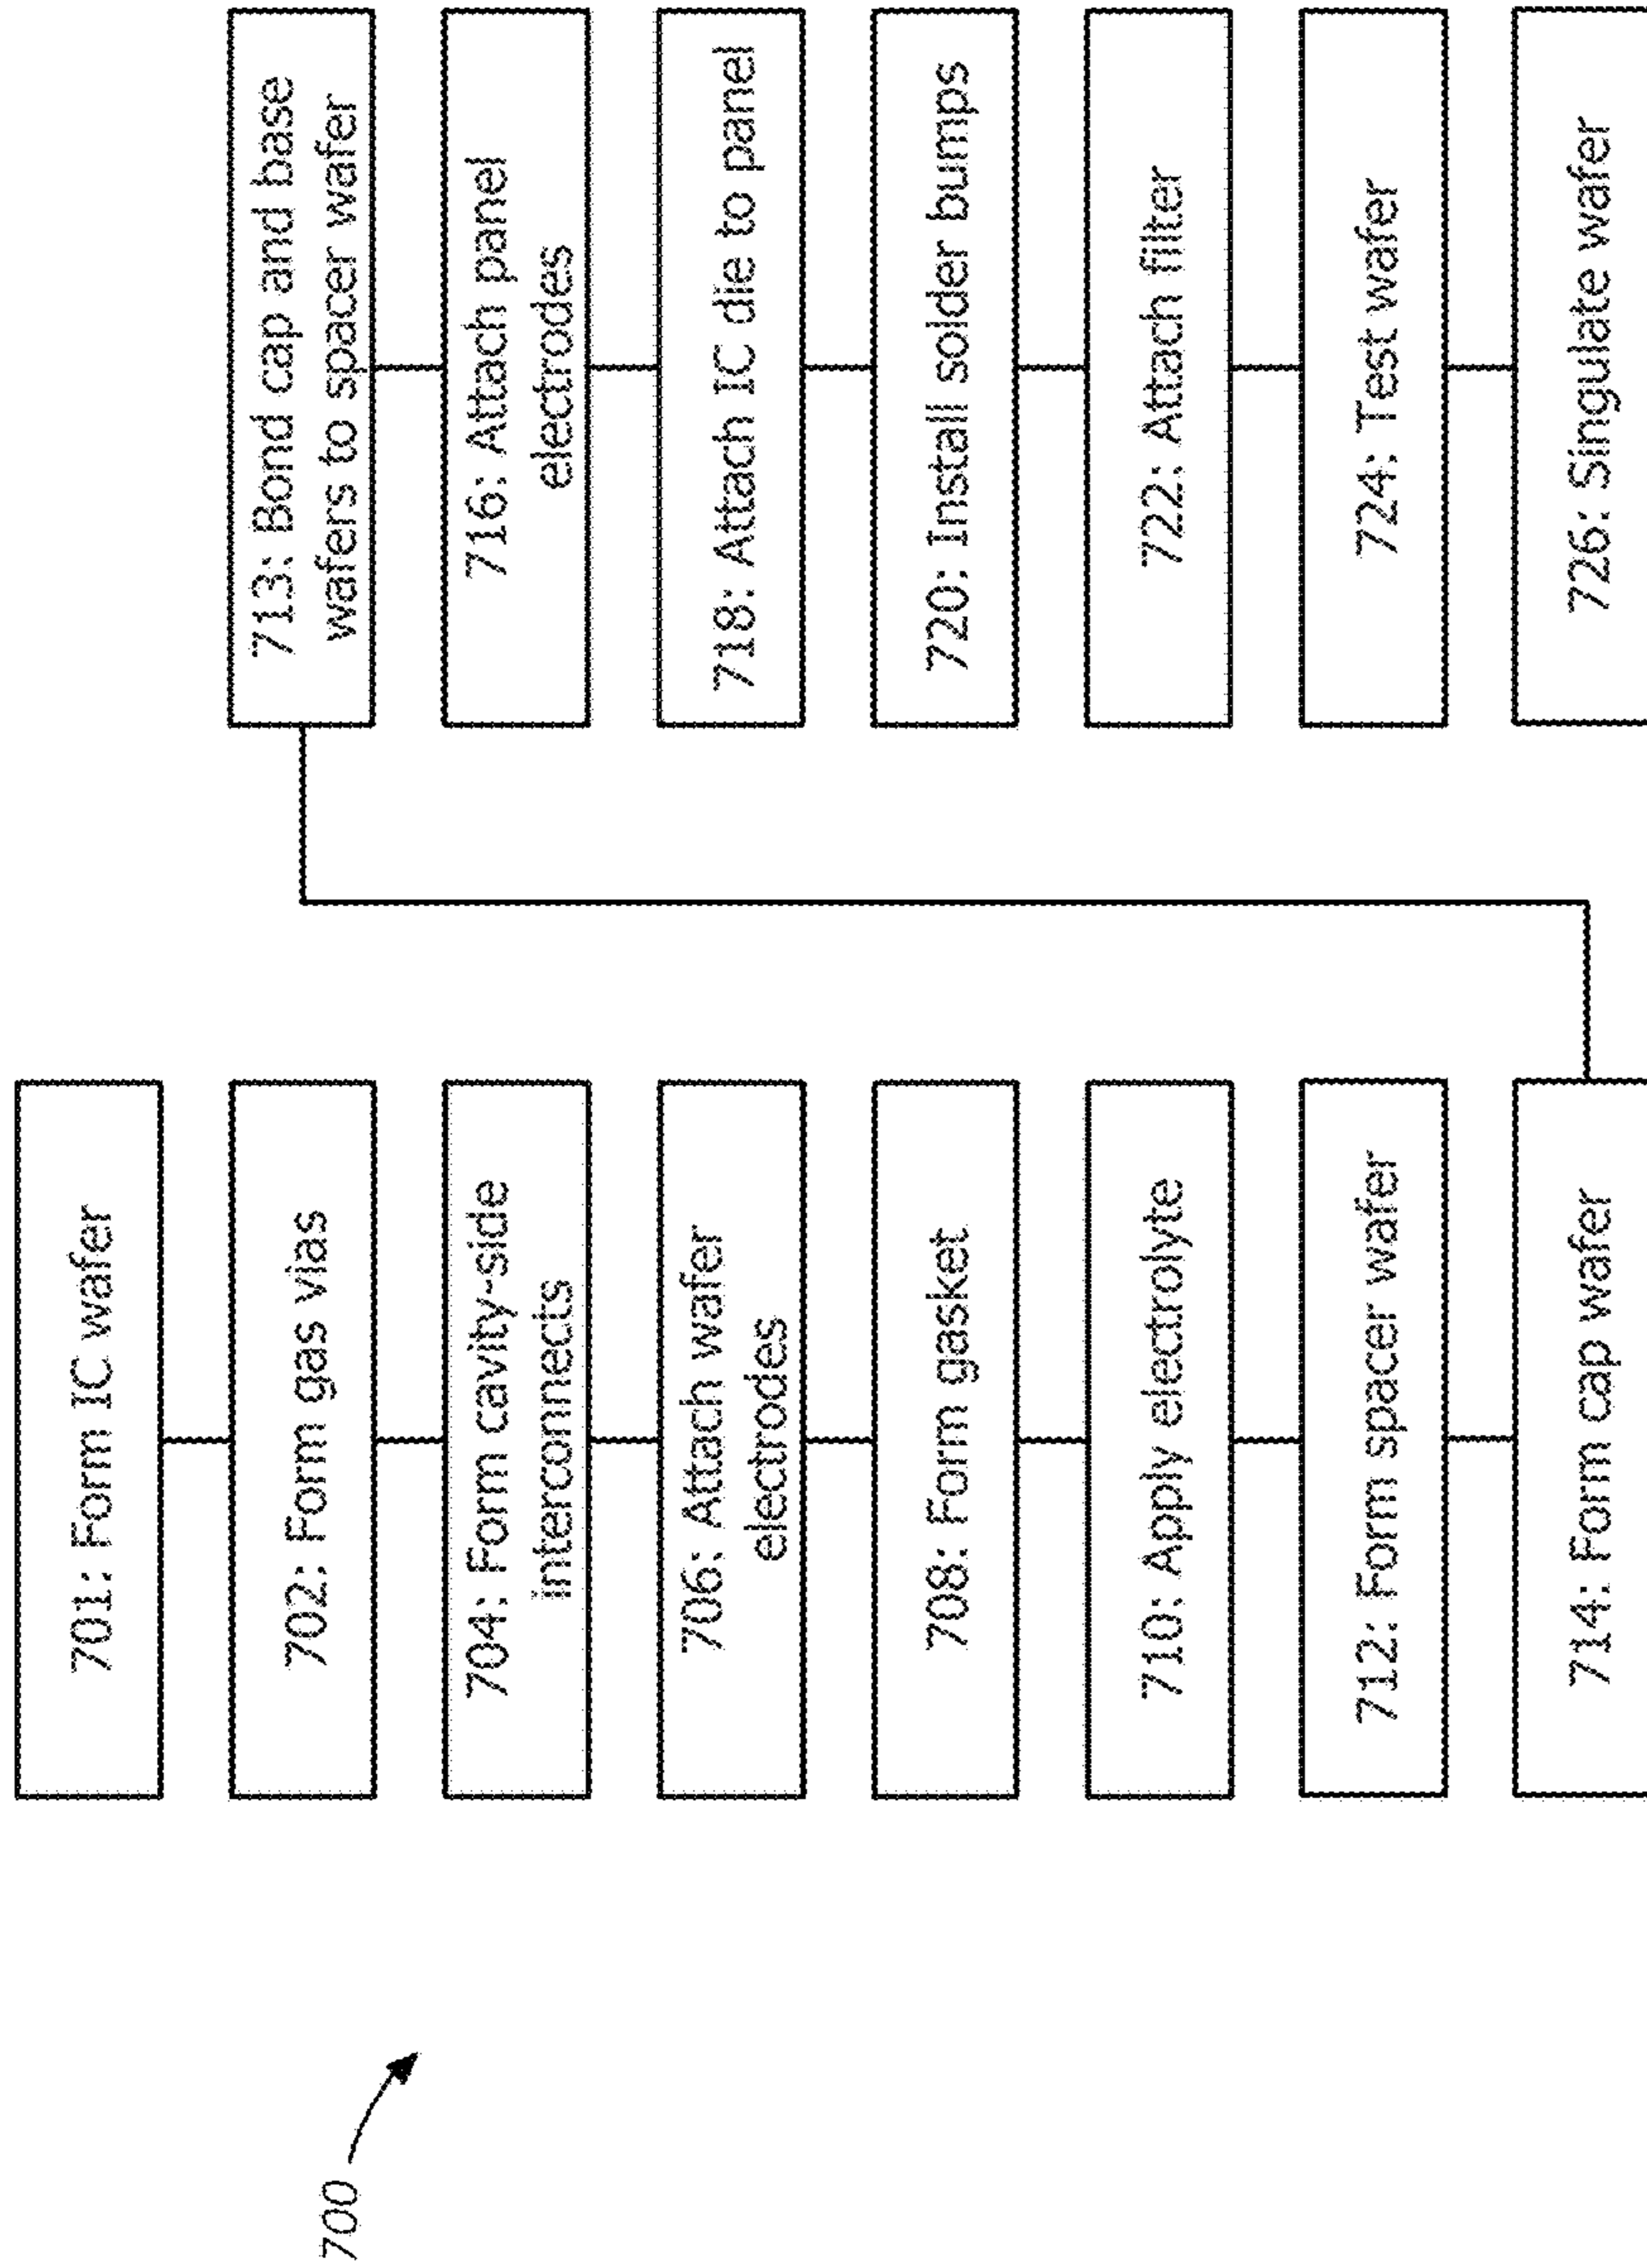 700
701: Form IC wafer
702: Form gas vias
704: Form cavity-side
interconnects
706: Attach wafer
electrodes
708: Form gasket
710: Apply electrolyte
712: Form spacer wafer
714: Form cap wafer
713: Bond cap and base
wafers to spacer wafer
716: Attach panel
electrodes
718: Attach IC die to panel
720: Install solder bumps
722: Attach filter
724: Test wafer
726: Singulate wafer